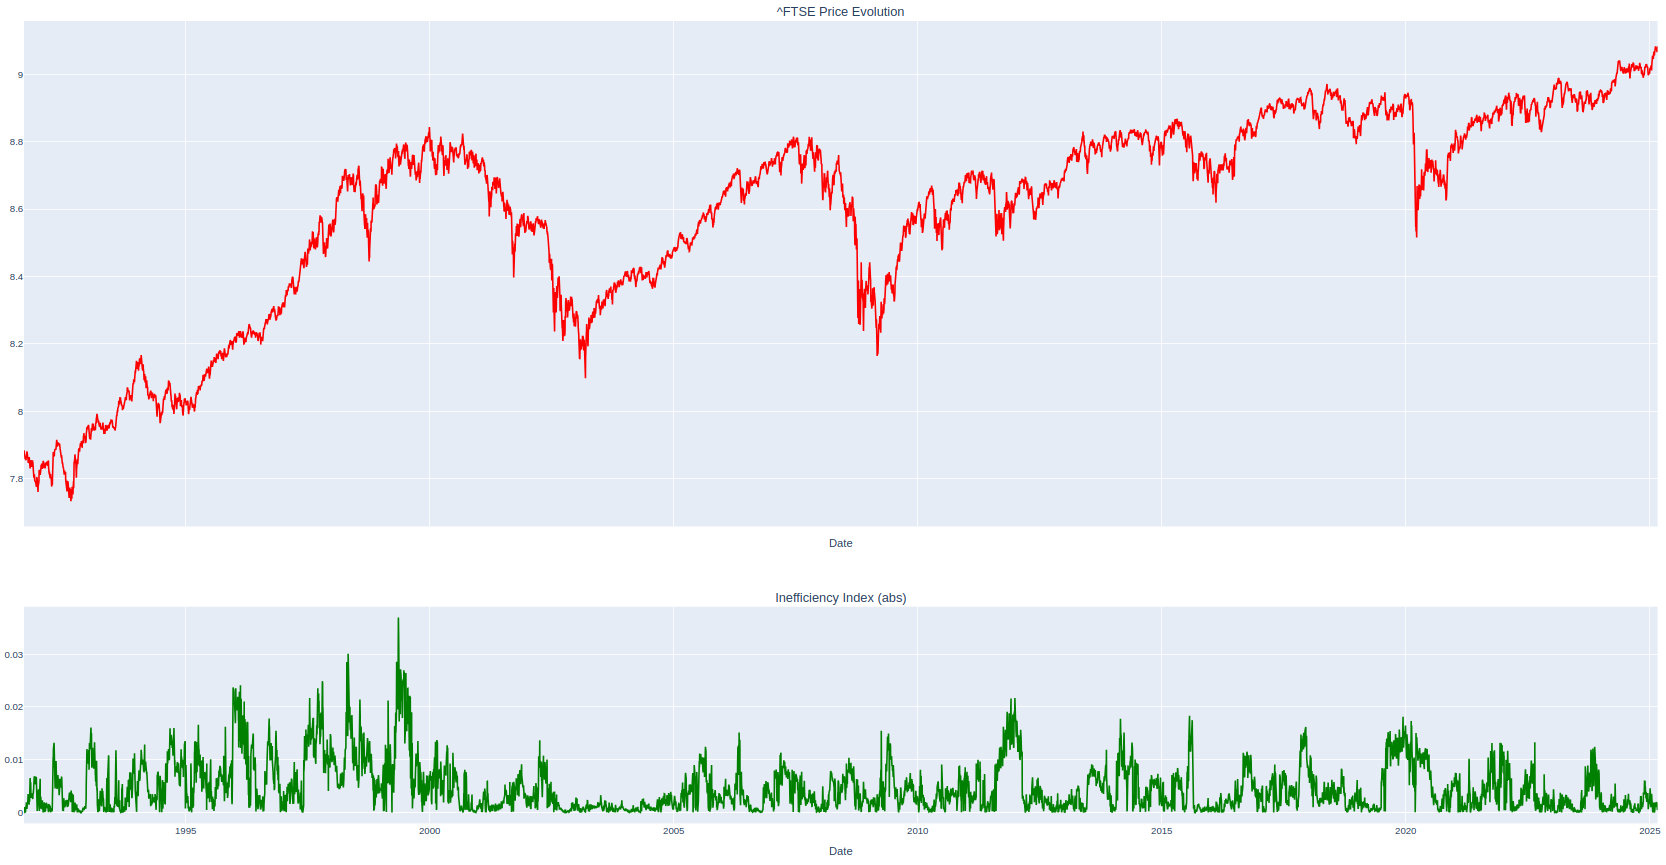 ^FTSE Price Evolution
9
8.8
8.6
8.4
8.2
8
7.8
Date
Inefficiency Index (abs)
0.03
0.02
0.01
0
1995 2000 2005 2010 2015 2020 2025
Date